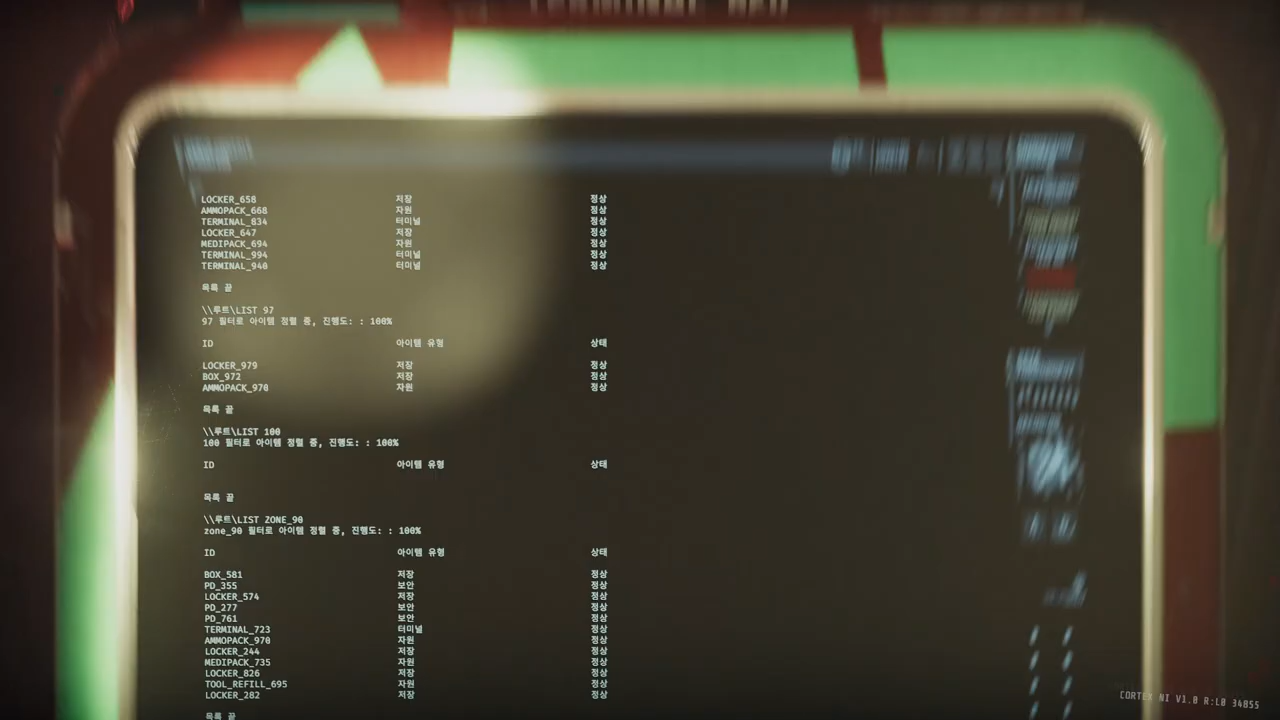 LOCKER_658 저장 정상
AMMOPACK_668 자원 정상
TERMINAL_834 터미널 정상
LOCKER_647 저장 정상
MEDIPACK_694 자원 정상
TERMINAL_994 터미널 정상
TERMINAL_940 터미널 정상
목록 끝
\\루트\LIST 97
97 필터로 아이템 정렬 중, 진행도: : 100%
ID 아이템 유형 상태
LOCKER_979 저장 정상
BOX_972 저장 정상
AMMOPACK_970 자원 정상
목록 끝
\\루트\LIST 100
100 필터로 아이템 정렬 중, 진행도: : 100%
ID 아이템 유형 상태
목록 끝
\\루트\LIST ZONE_90
zone_90 필터로 아이템 정렬 중, 진행도: : 100%
ID 아이템 유형 상태
BOX_581 저장 정상
PD_355 보안 정상
LOCKER_574 저장 정상
PD_277 보안 정상
PD_761 보안 정상
TERMINAL_723 터미널 정상
AMMOPACK_970 자원 정상
LOCKER_244 저장 정상
MEDIPACK_735 자원 정상
LOCKER_826 저장 정상
TOOL_REFILL_695 자원 정상
LOCKER_282 저장 정상
목록 끝
CORTEX NI V1.0 R:L0 34855